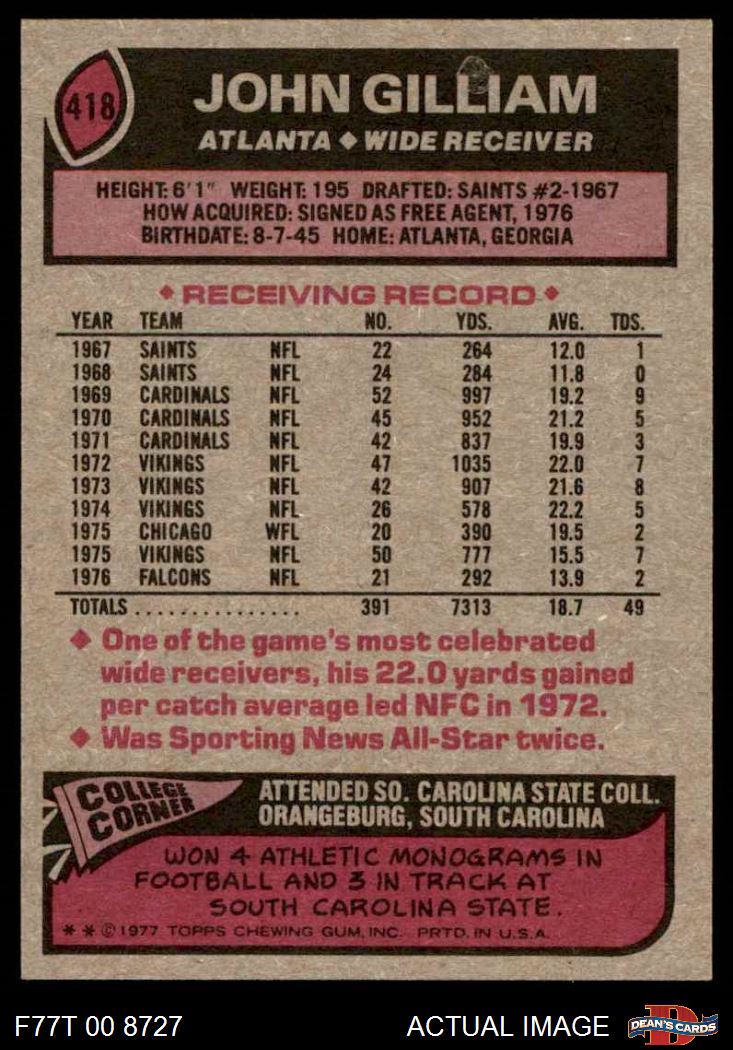 418
JOHN GILLIAM
ATLANTA ◆ WIDE RECEIVER
HEIGHT: 6'1" WEIGHT: 195 DRAFTED: SAINTS #2-1967
HOW ACQUIRED: SIGNED AS FREE AGENT, 1976
BIRTHDATE: 8-7-45 HOME: ATLANTA, GEORGIA
◆ RECEIVING RECORD ◆
YEAR TEAM NO. YDS. AVG. TDS.
1967 SAINTS NFL 22 264 12.0 1
1968 SAINTS NFL 24 284 11.8 0
1969 CARDINALS NFL 52 997 19.2 9
1970 CARDINALS NFL 45 952 21.2 5
1971 CARDINALS NFL 42 837 19.9 3
1972 VIKINGS NFL 47 1035 22.0 7
1973 VIKINGS NFL 42 907 21.6 8
1974 VIKINGS NFL 26 578 22.2 5
1975 CHICAGO WFL 20 390 19.5 2
1975 VIKINGS NFL 50 777 15.5 7
1976 FALCONS NFL 21 292 13.9 2
TOTALS ................ 391 7313 18.7 49
◆ One of the game's most celebrated
wide receivers, his 22.0 yards gained
per catch average led NFC in 1972.
◆ Was Sporting News All-Star twice.
COLLEGE
CORNER
ATTENDED SO. CAROLINA STATE COLL.
ORANGEBURG, SOUTH CAROLINA
WON 4 ATHLETIC MONOGRAMS IN
FOOTBALL AND 3 IN TRACK AT
SOUTH CAROLINA STATE.
* * © 1977 TOPPS CHEWING GUM, INC. PRTD. IN U.S.A.
F77T 00 8727 ACTUAL IMAGE
D
DEAN'S CARDS